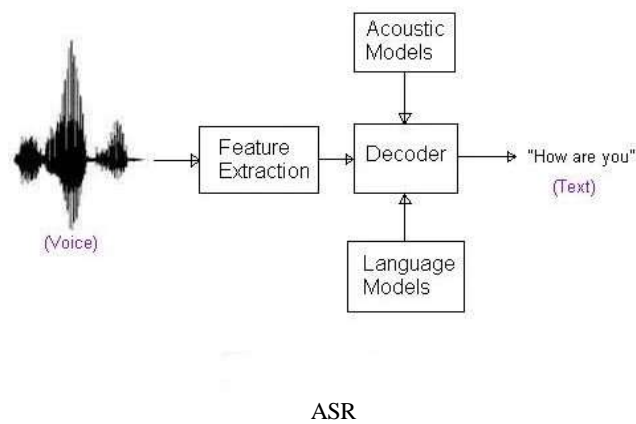 Acoustic
Models
Feature
Extraction
Decoder
"How are you"
(Text)
(Voice)
Language
Models
ASR